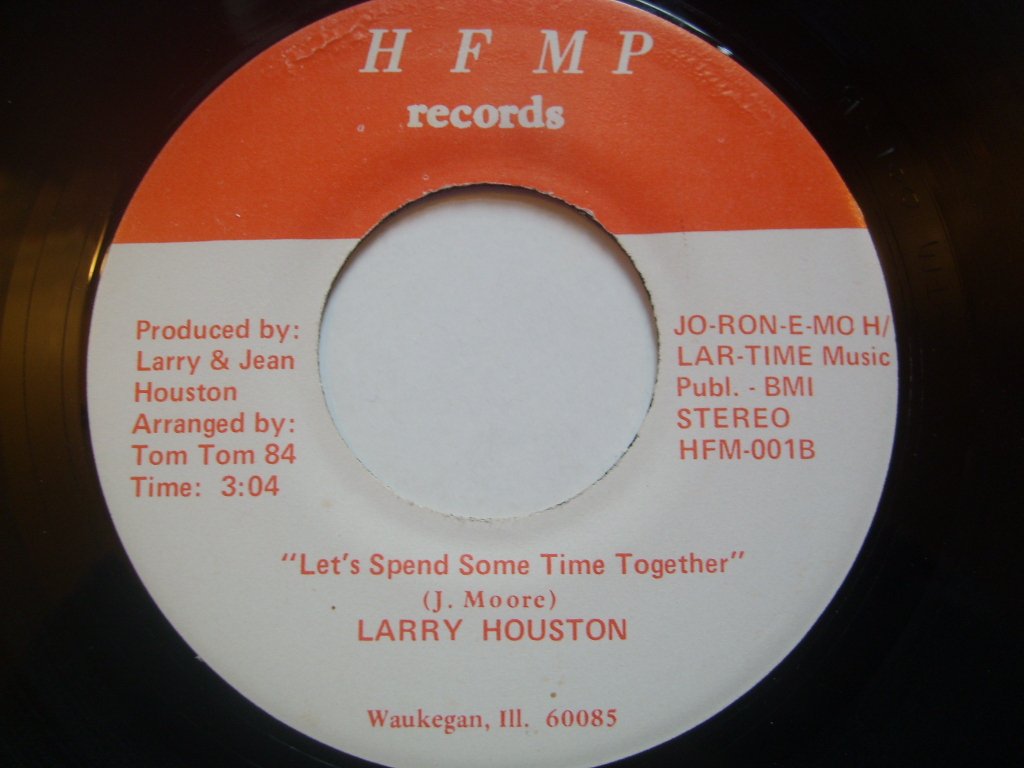 H F M P
records
Produced by:
Larry & Jean
Houston
Arranged by:
Tom Tom 84
Time: 3:04
JO-RON-E-MO H/
LAR-TIME Music
Publ. - BMI
STEREO
HFM-001B
"Let's Spend Some Time Together"
(J. Moore)
LARRY HOUSTON
Waukegan, Ill. 60085